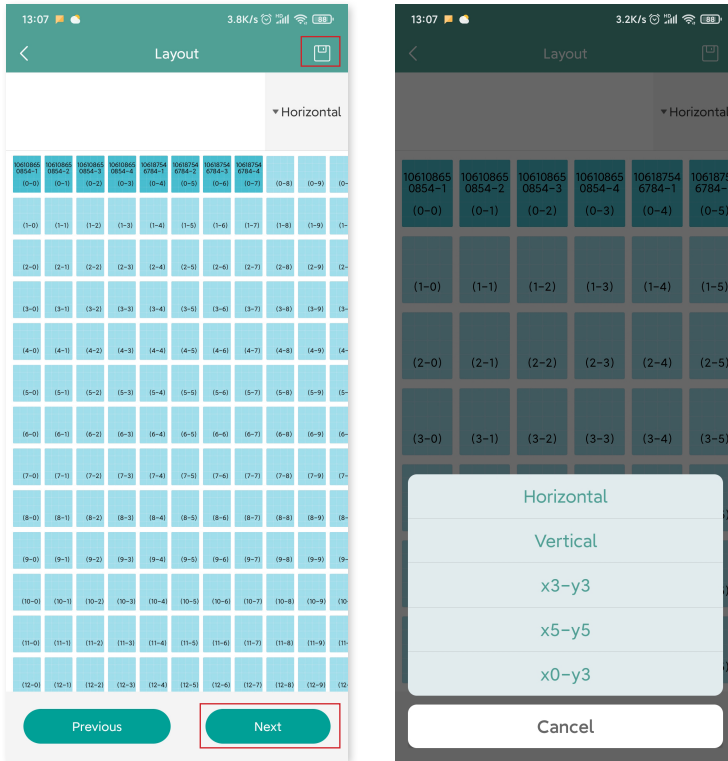 13:07 3.8K/s 88
Layout
Horizontal
10610865 10610865 10610865 10610865 10618754 10618754 10618754 10618754
0854-1 0854-2 0854-3 0854-4 6784-1 6784-2 6784-3 6784-4
(0-0) (0-1) (0-2) (0-3) (0-4) (0-5) (0-6) (0-7) (0-8) (0-9) (0-
(1-0) (1-1) (1-2) (1-3) (1-4) (1-5) (1-6) (1-7) (1-8) (1-9) (1-
(2-0) (2-1) (2-2) (2-3) (2-4) (2-5) (2-6) (2-7) (2-8) (2-9) (2-
(3-0) (3-1) (3-2) (3-3) (3-4) (3-5) (3-6) (3-7) (3-8) (3-9) (3-
(4-0) (4-1) (4-2) (4-3) (4-4) (4-5) (4-6) (4-7) (4-8) (4-9) (4-
(5-0) (5-1) (5-2) (5-3) (5-4) (5-5) (5-6) (5-7) (5-8) (5-9) (5-
(6-0) (6-1) (6-2) (6-3) (6-4) (6-5) (6-6) (6-7) (6-8) (6-9) (6-
(7-0) (7-1) (7-2) (7-3) (7-4) (7-5) (7-6) (7-7) (7-8) (7-9) (7-
(8-0) (8-1) (8-2) (8-3) (8-4) (8-5) (8-6) (8-7) (8-8) (8-9) (8-
(9-0) (9-1) (9-2) (9-3) (9-4) (9-5) (9-6) (9-7) (9-8) (9-9) (9-
(10-0) (10-1) (10-2) (10-3) (10-4) (10-5) (10-6) (10-7) (10-8) (10-9) (10
(11-0) (11-1) (11-2) (11-3) (11-4) (11-5) (11-6) (11-7) (11-8) (11-9) (11-
(12-0) (12-1) (12-2) (12-3) (12-4) (12-5) (12-6) (12-7) (12-8) (12-9) (12
Previous Next
13:07 3.2K/s 88
Layout
Horizontal
10610865 10610865 10610865 10610865 10618754 1061875
0854-1 0854-2 0854-3 0854-4 6784-1 6784-
(0-0) (0-1) (0-2) (0-3) (0-4) (0-5)
(1-0) (1-1) (1-2) (1-3) (1-4) (1-5)
(2-0) (2-1) (2-2) (2-3) (2-4) (2-5)
(3-0) (3-1) (3-2) (3-3) (3-4) (3-5)
Horizontal
Vertical
x3-y3
x5-y5
x0-y3
Cancel